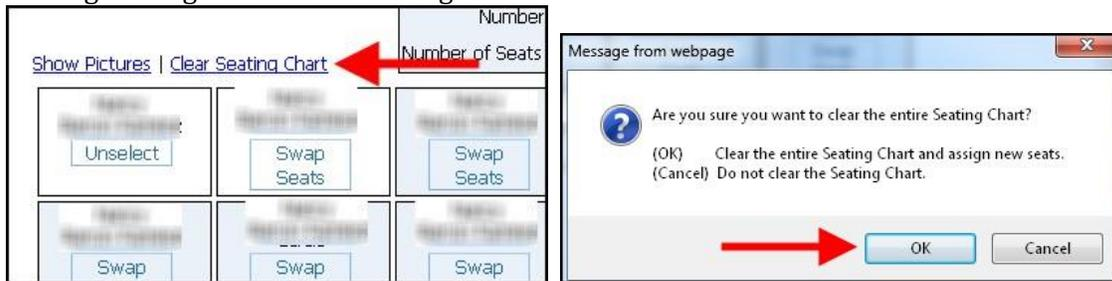 Number
Number of Seats
Show Pictures | Clear Seating Chart
Unselect
Swap Seats
Swap Seats
Swap
Swap
Swap
Message from webpage
Are you sure you want to clear the entire Seating Chart?
(OK) Clear the entire Seating Chart and assign new seats.
(Cancel) Do not clear the Seating Chart.
OK Cancel